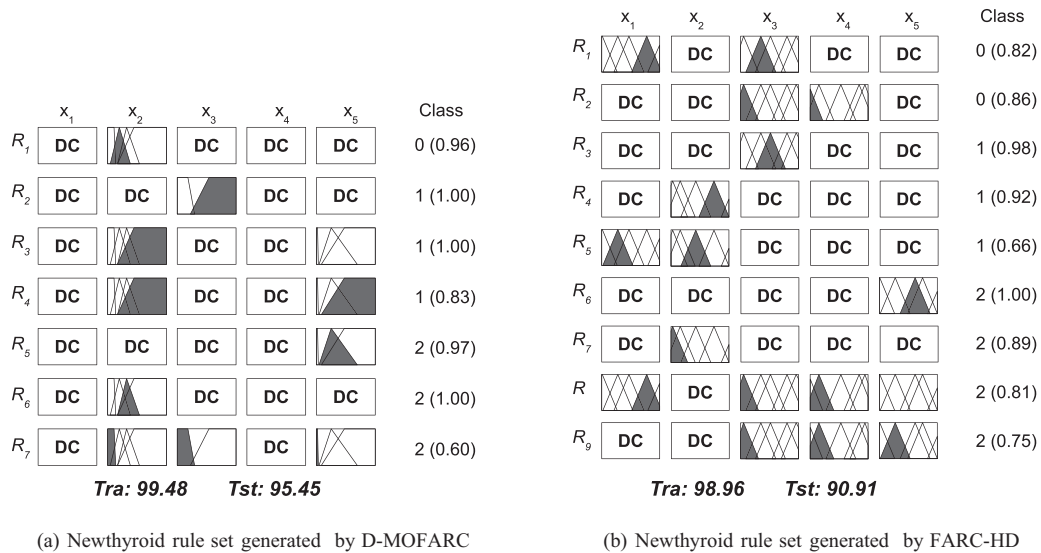 x1 x2 x3 x4 x5 Class
R1 DC DC DC DC 0 (0.96)
R2 DC DC DC DC 1 (1.00)
R3 DC DC DC 1 (1.00)
R4 DC DC DC 1 (0.83)
R5 DC DC DC DC 2 (0.97)
R6 DC DC DC DC 2 (1.00)
R7 DC DC 2 (0.60)
Tra: 99.48 Tst: 95.45
(a) Newthyroid rule set generated by D-MOFARC
x1 x2 x3 x4 x5 Class
R1 DC DC DC 0 (0.82)
R2 DC DC DC 0 (0.86)
R3 DC DC DC DC 1 (0.98)
R4 DC DC DC DC 1 (0.92)
R5 DC DC DC 1 (0.66)
R6 DC DC DC DC 2 (1.00)
R7 DC DC DC DC 2 (0.89)
R DC 2 (0.81)
R9 DC DC 2 (0.75)
Tra: 98.96 Tst: 90.91
(b) Newthyroid rule set generated by FARC-HD